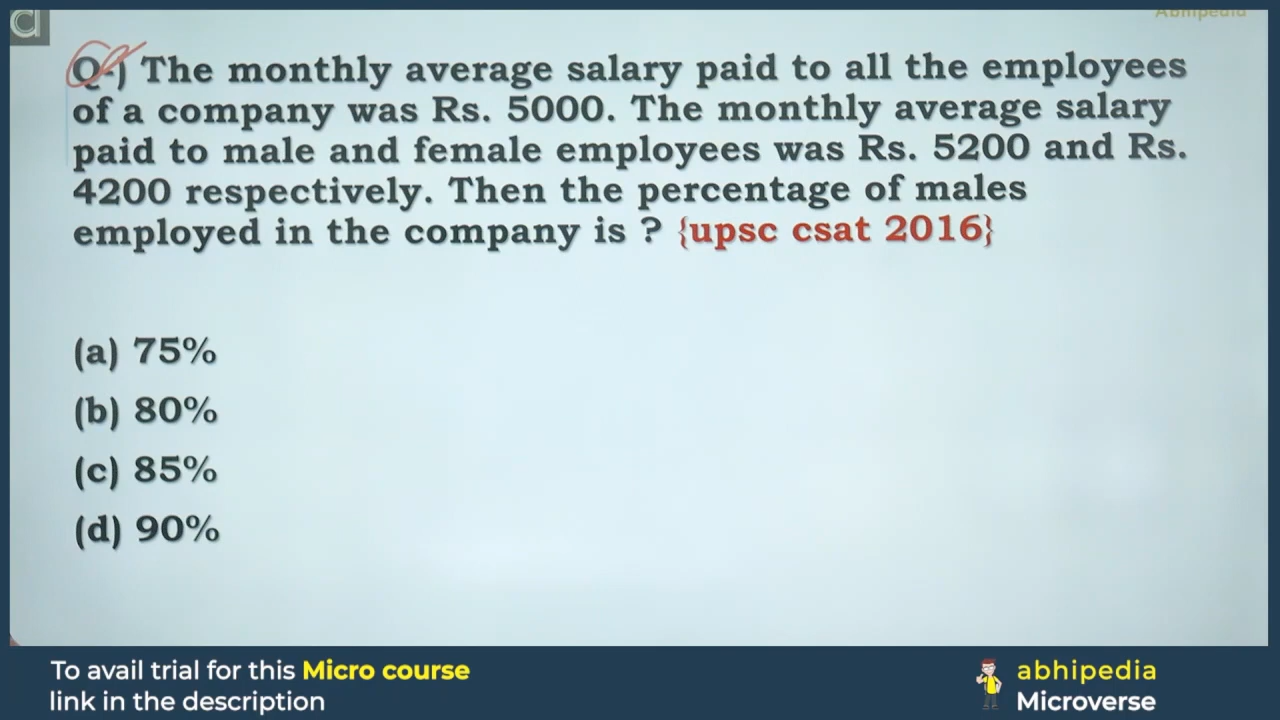 Abhipedia
Q-) The monthly average salary paid to all the employees
of a company was Rs. 5000. The monthly average salary
paid to male and female employees was Rs. 5200 and Rs.
4200 respectively. Then the percentage of males
employed in the company is ? {upsc csat 2016}
(a) 75%
(b) 80%
(c) 85%
(d) 90%
To avail trial for this Micro course
link in the description
abhipedia
Microverse